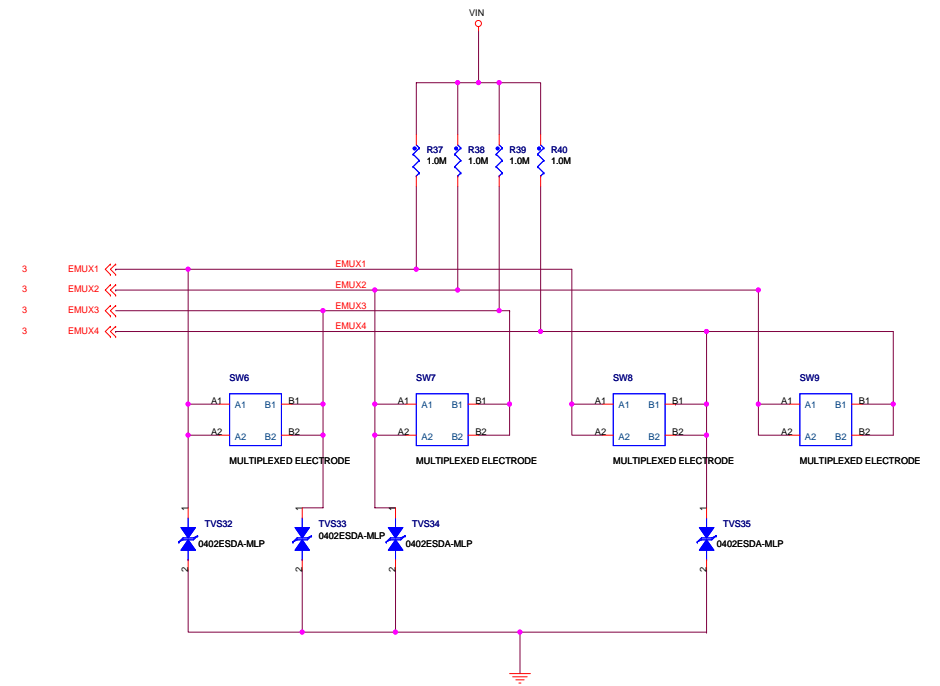 VIN
R37 R38 R39 R40
1.0M 1.0M 1.0M 1.0M
EMUX1
3 EMUX1
EMUX2
3 EMUX2
EMUX3
3 EMUX3
EMUX4
3 EMUX4
SW6 SW7 SW8 SW9
A1 A1 B1 B1 A1 A1 B1 B1 A1 A1 B1 B1 A1 A1 B1 B1
A2 A2 B2 B2 A2 A2 B2 B2 A2 A2 B2 B2 A2 A2 B2 B2
MULTIPLEXED ELECTRODE MULTIPLEXED ELECTRODE MULTIPLEXED ELECTRODE MULTIPLEXED ELECTRODE
1 1 1 1
TVS32 TVS33 TVS34 TVS35
0402ESDA-MLP 0402ESDA-MLP 0402ESDA-MLP 0402ESDA-MLP
2 2 2 2